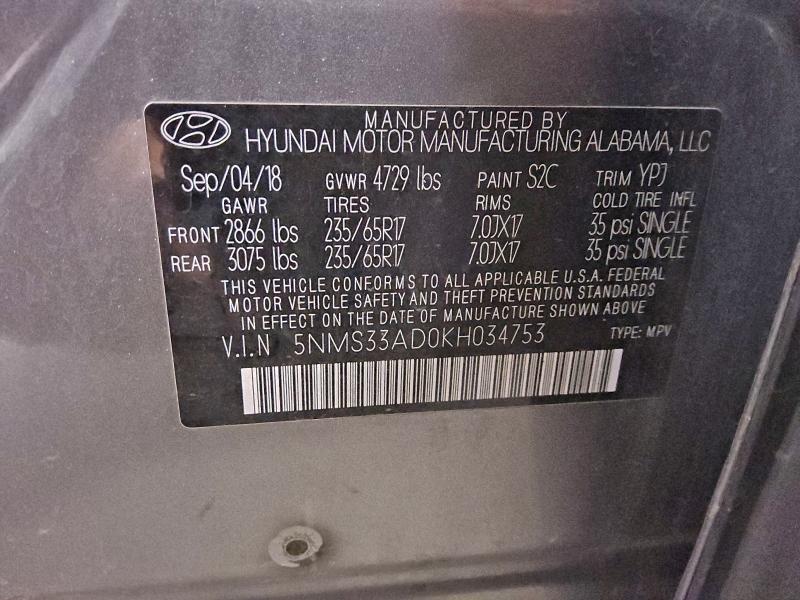 MANUFACTURED BY
HYUNDAI MOTOR MANUFACTURING ALABAMA, LLC
Sep/04/18 GVWR 4729 lbs PAINT S2C TRIM YPJ
GAWR TIRES RIMS COLD TIRE INFL
FRONT 2866 lbs 235/65R17 7.0JX17 35 psi SINGLE
REAR 3075 lbs 235/65R17 7.0JX17 35 psi SINGLE
THIS VEHICLE CONFORMS TO ALL APPLICABLE U.S.A. FEDERAL
MOTOR VEHICLE SAFETY AND THEFT PREVENTION STANDARDS
IN EFFECT ON THE DATE OF MANUFACTURE SHOWN ABOVE
V.I.N 5NMS33AD0KH034753 TYPE: MPV